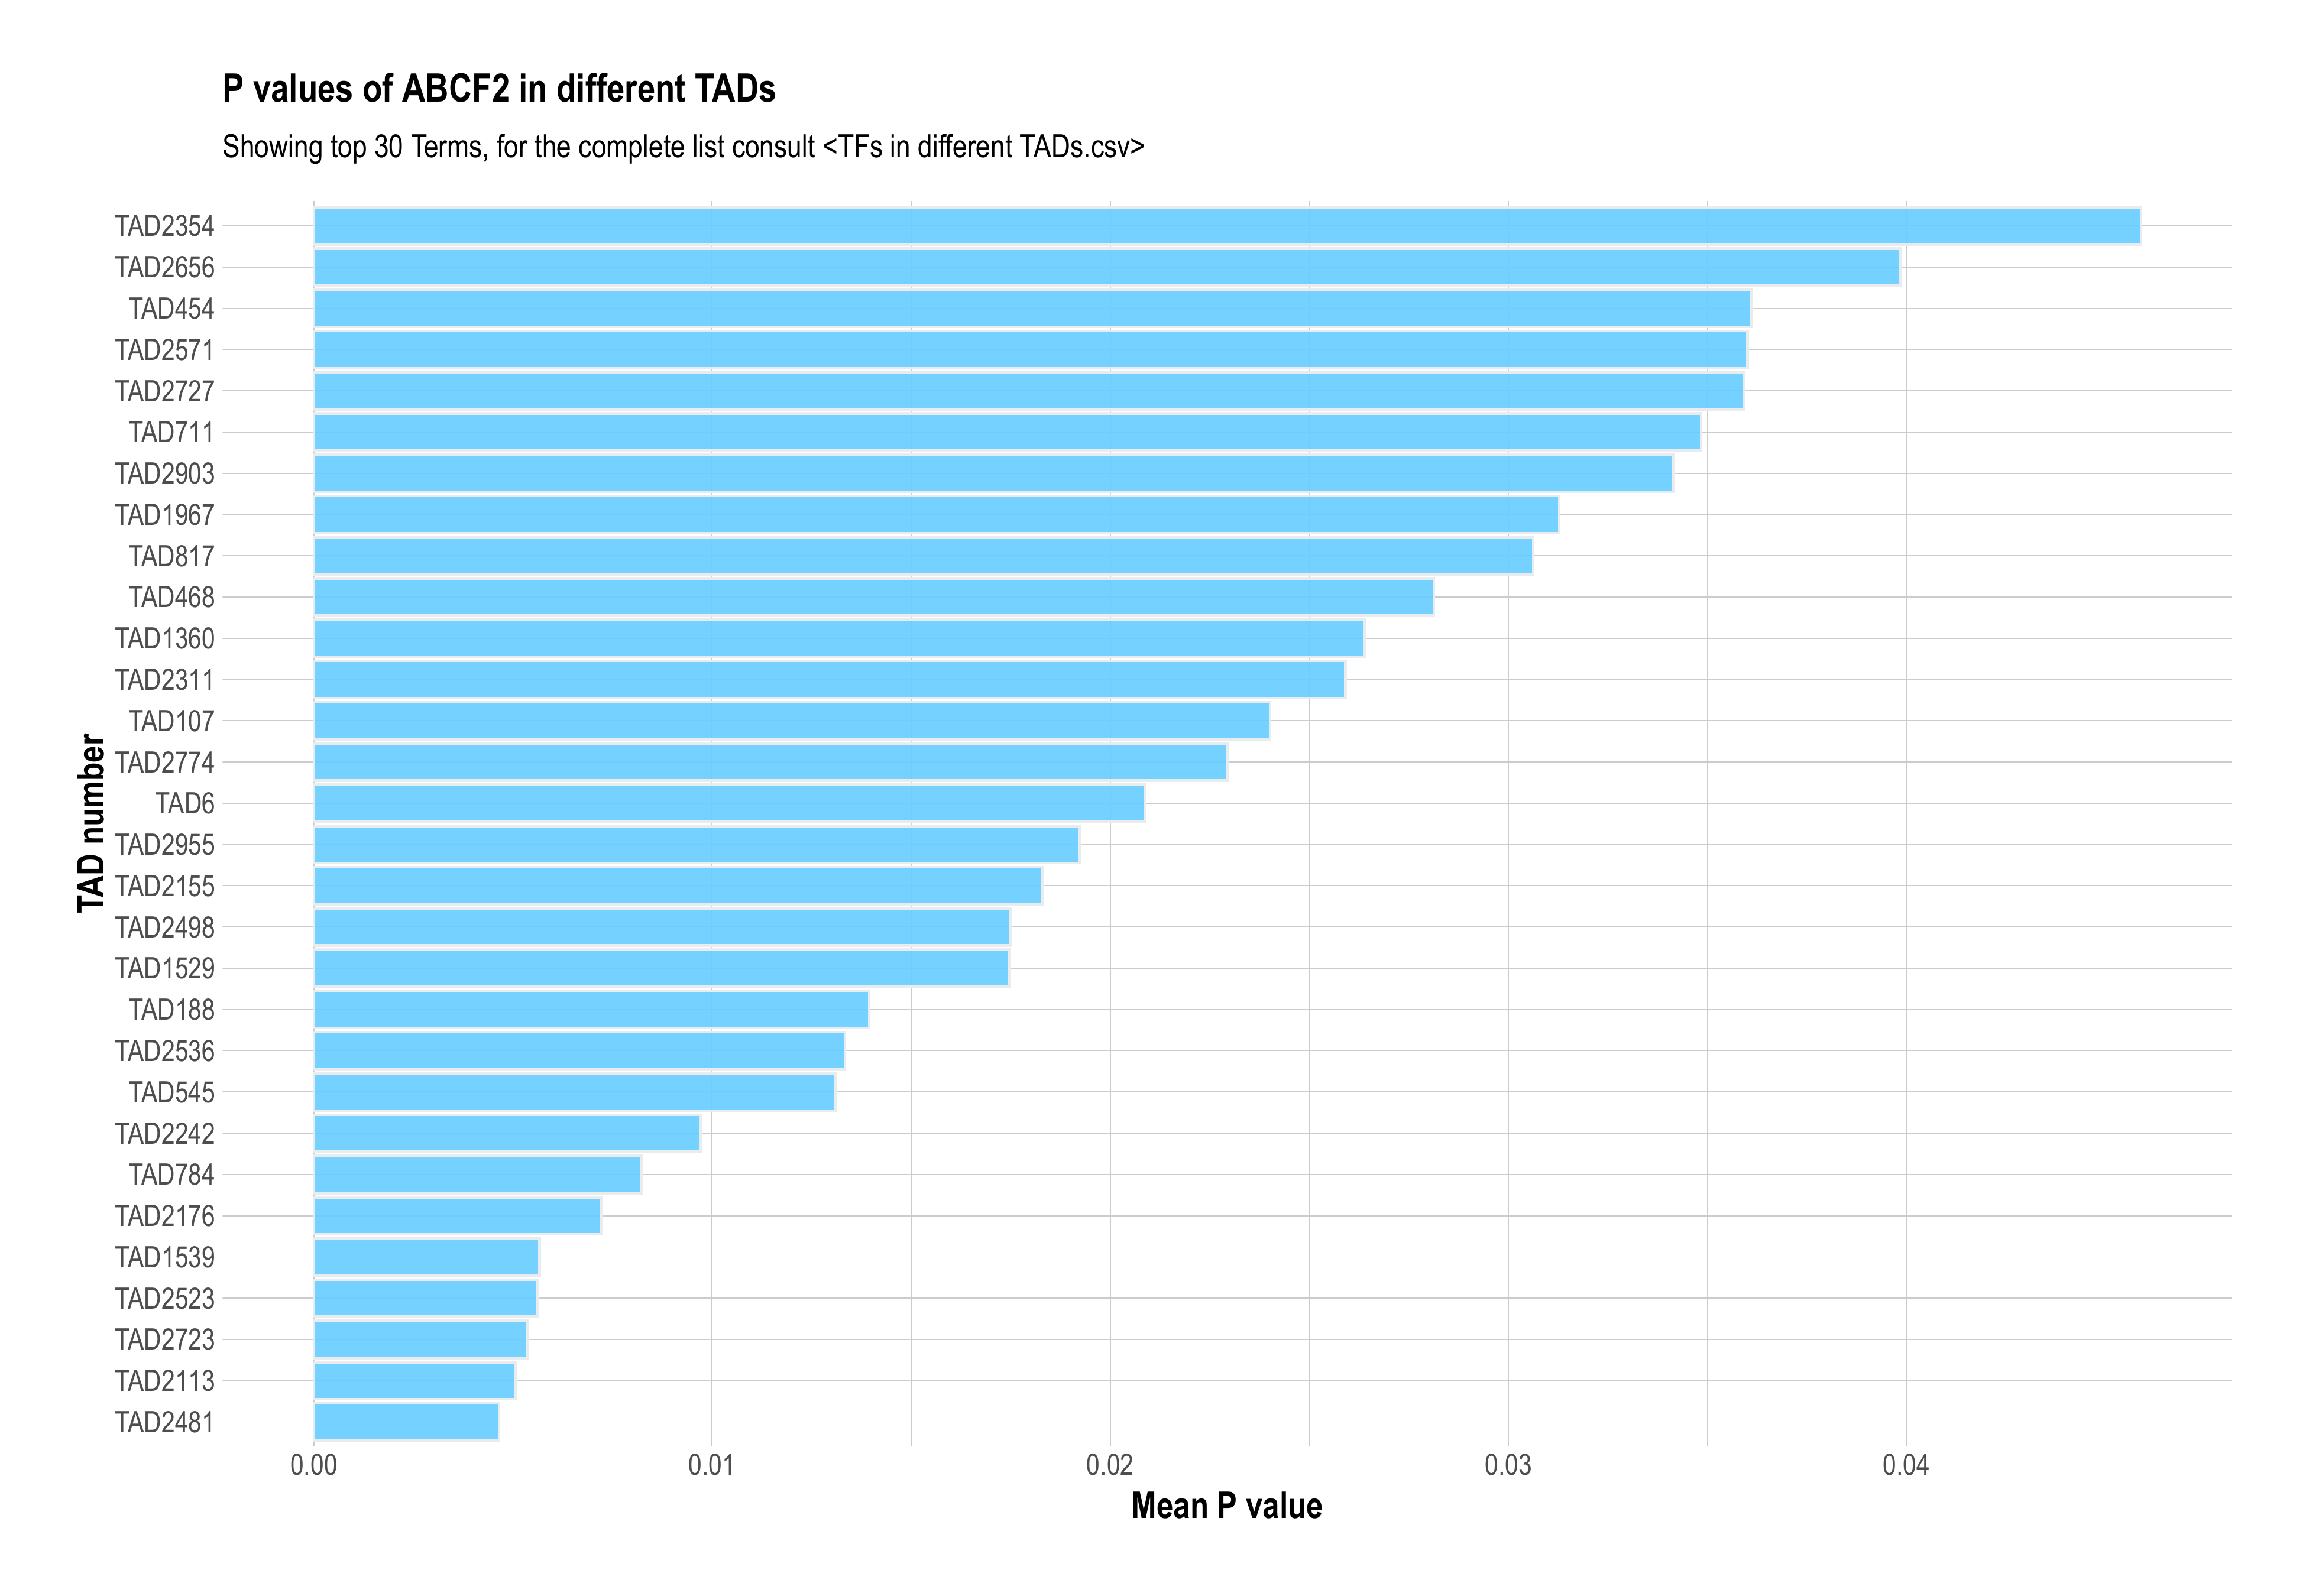 P values of ABCF2 in different TADs
Showing top 30 Terms, for the complete list consult <TFs in different TADs.csv>
TAD number
TAD2354
TAD2656
TAD454
TAD2571
TAD2727
TAD711
TAD2903
TAD1967
TAD817
TAD468
TAD1360
TAD2311
TAD107
TAD2774
TAD6
TAD2955
TAD2155
TAD2498
TAD1529
TAD188
TAD2536
TAD545
TAD2242
TAD784
TAD2176
TAD1539
TAD2523
TAD2723
TAD2113
TAD2481
0.00 0.01 0.02 0.03 0.04
Mean P value